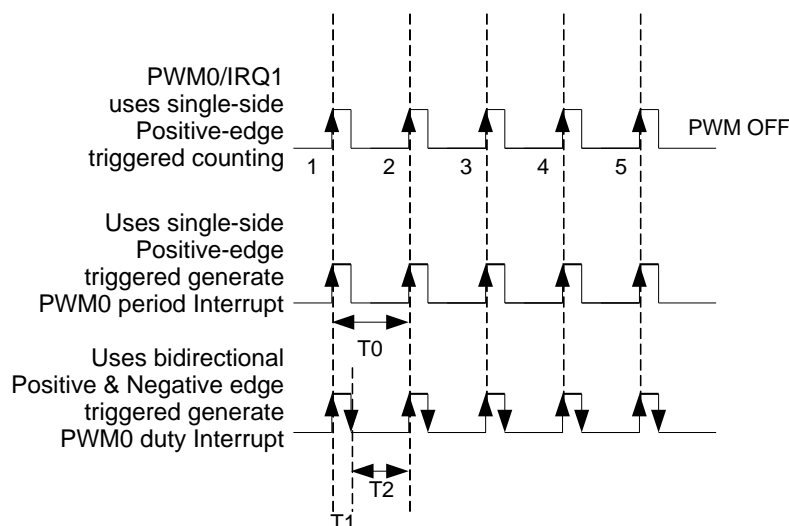 PWM0/IRQ1
uses single-side
Positive-edge
triggered counting
PWM OFF
1 2 3 4 5
Uses single-side
Positive-edge
triggered generate
PWM0 period Interrupt
T0
Uses bidirectional
Positive & Negative edge
triggered generate
PWM0 duty Interrupt
T2
T1